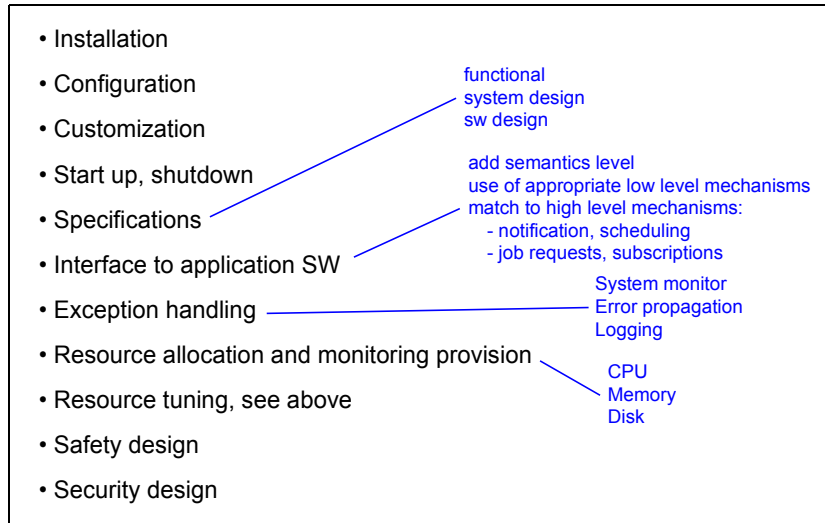 • Installation
• Configuration
• Customization
• Start up, shutdown
• Specifications
functional
system design
sw design
• Interface to application SW
add semantics level
use of appropriate low level mechanisms
match to high level mechanisms:
- notification, scheduling
- job requests, subscriptions
• Exception handling
System monitor
Error propagation
Logging
• Resource allocation and monitoring provision
CPU
Memory
Disk
• Resource tuning, see above
• Safety design
• Security design